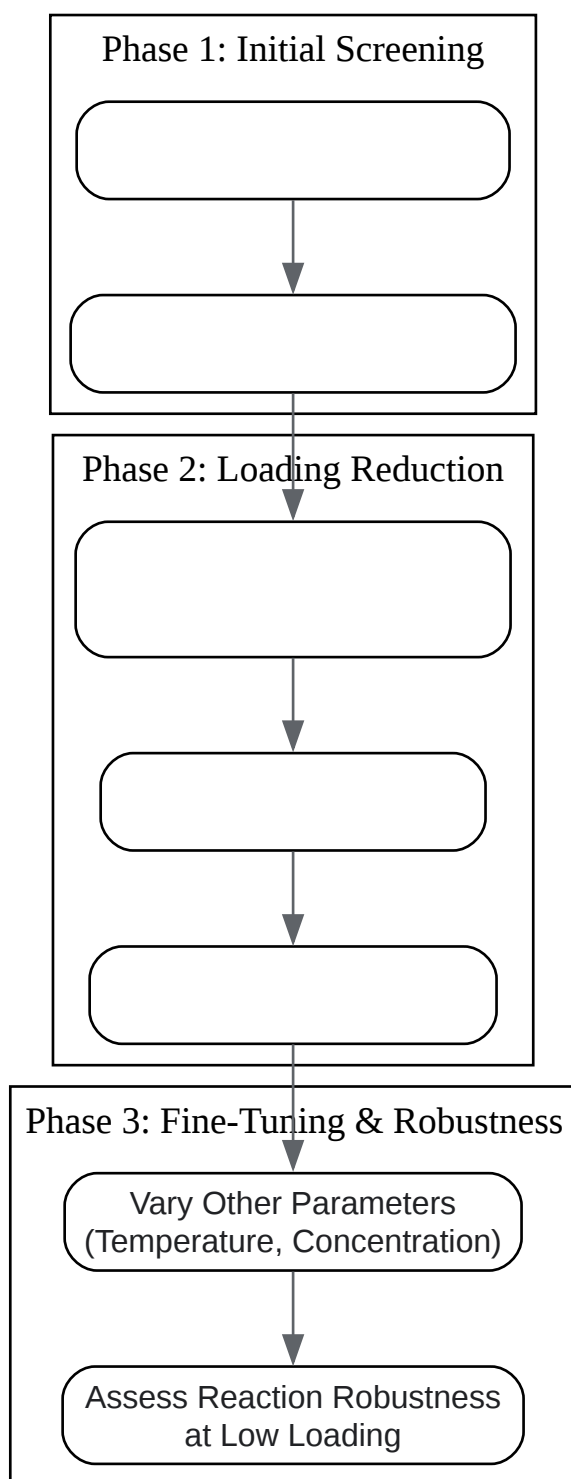 Phase 1: Initial Screening
Phase 2: Loading Reduction
Phase 3: Fine-Tuning & Robustness
Vary Other Parameters
(Temperature, Concentration)
Assess Reaction Robustness
at Low Loading